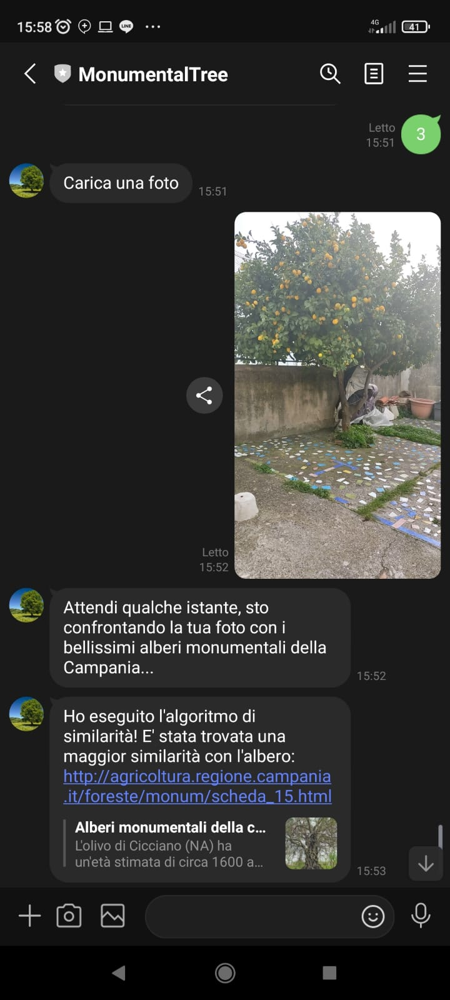 15:58
LINE
4G
41
MonumentalTree
Letto
15:51
3
Carica una foto
15:51
Letto
15:52
Attendi qualche istante, sto
confrontando la tua foto con i
bellissimi alberi monumentali della
Campania...
15:52
Ho eseguito l'algoritmo di
similarità! E' stata trovata una
maggior similarità con l'albero:
http://agricoltura.regione.campania
.it/foreste/monum/scheda_15.html
Alberi monumentali della c...
L'olivo di Cicciano (NA) ha
un'età stimata di circa 1600 a...
15:53